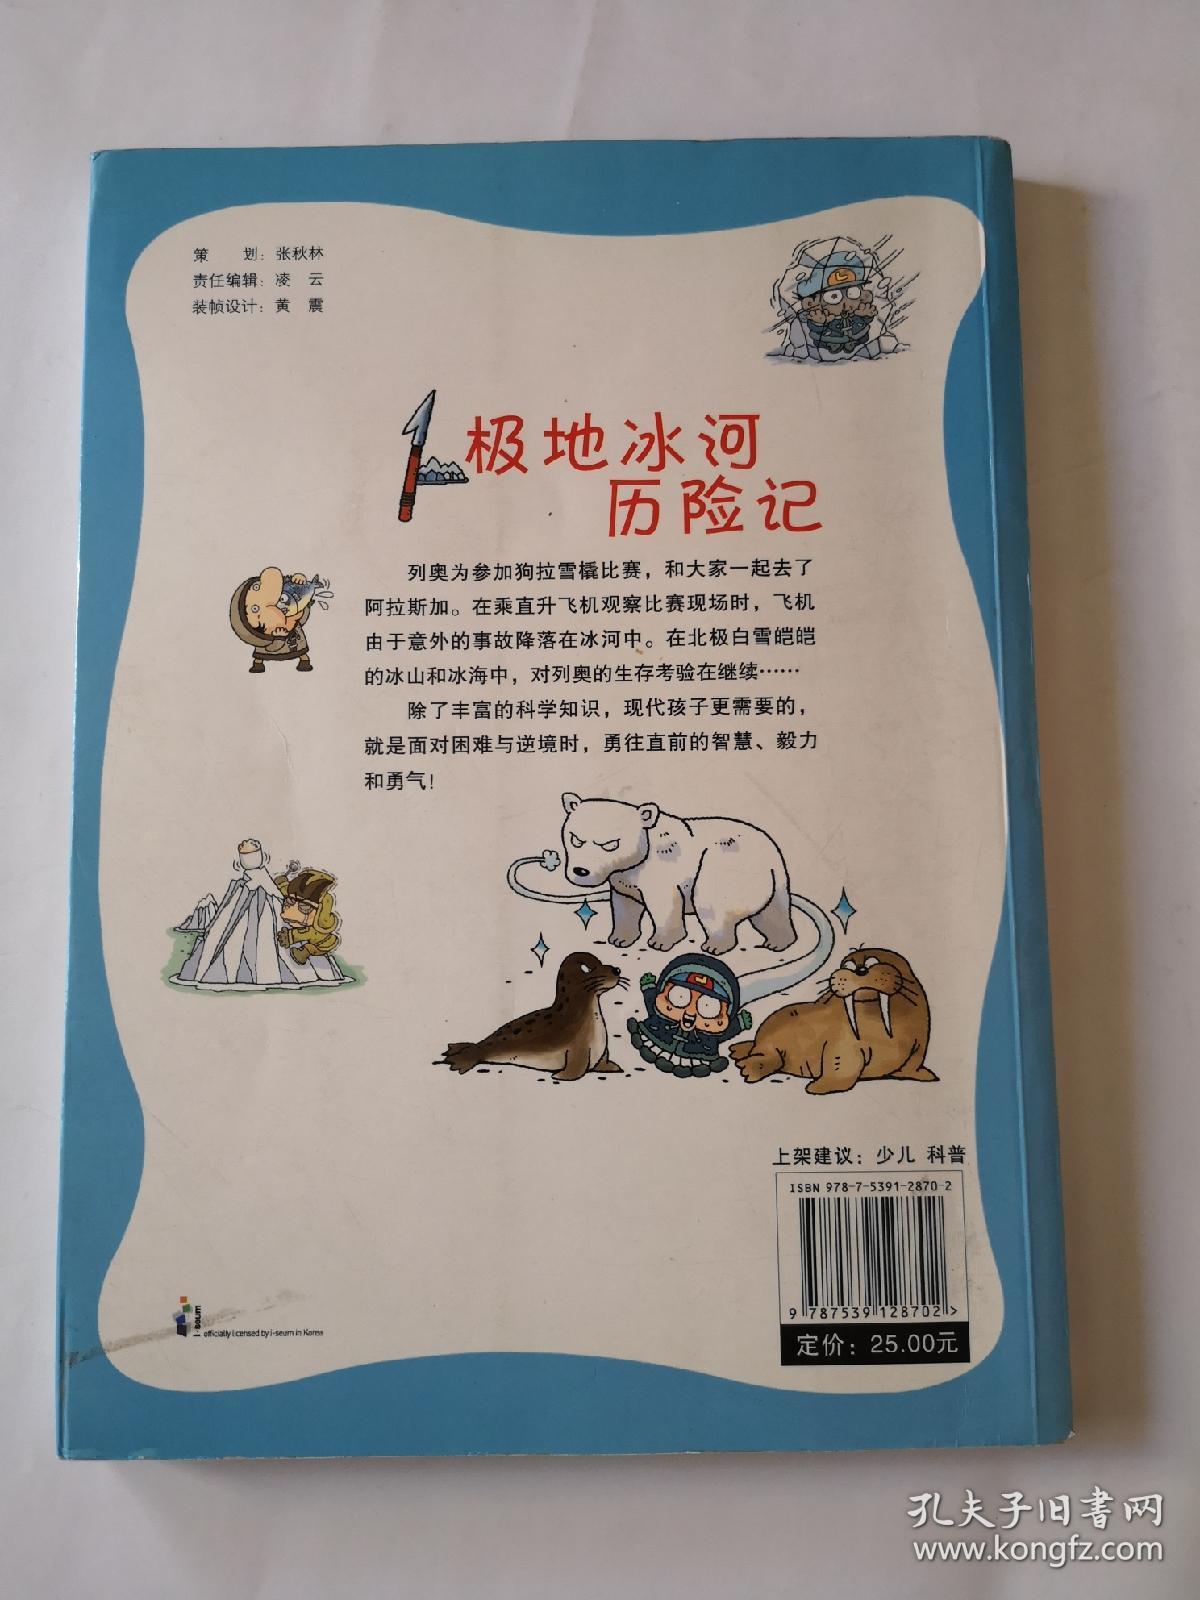 策　　划：张秋林
责任编辑：凌　云
装帧设计：黄　震
极地冰河
历险记
列奥为参加狗拉雪橇比赛，和大家一起去了
阿拉斯加。在乘直升飞机观察比赛现场时，飞机
由于意外的事故降落在冰河中。在北极白雪皑皑
的冰山和冰海中，对列奥的生存考验在继续……
除了丰富的科学知识，现代孩子更需要的，
就是面对困难与逆境时，勇往直前的智慧、毅力
和勇气！
上架建议：少儿 科普
ISBN 978-7-5391-2870-2
9 787539 128702 >
定价：25.00元
i-seum
officially licensed by i-seum in Korea
孔夫子旧书网
www.kongfz.com